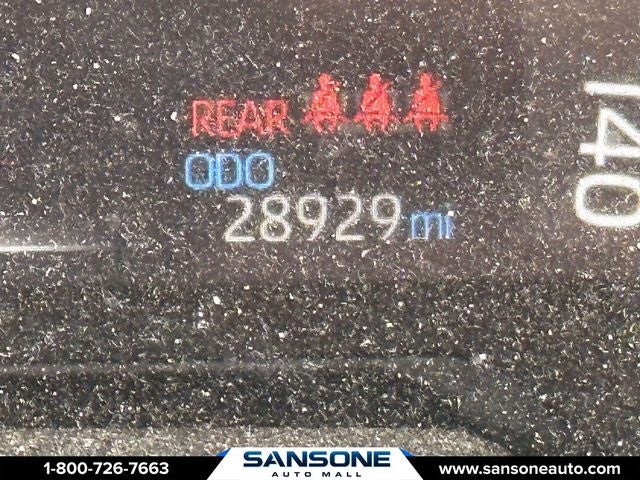 REAR
ODO
28929 mi
140
1-800-726-7663
SANSONE
AUTO MALL
www.sansoneauto.com